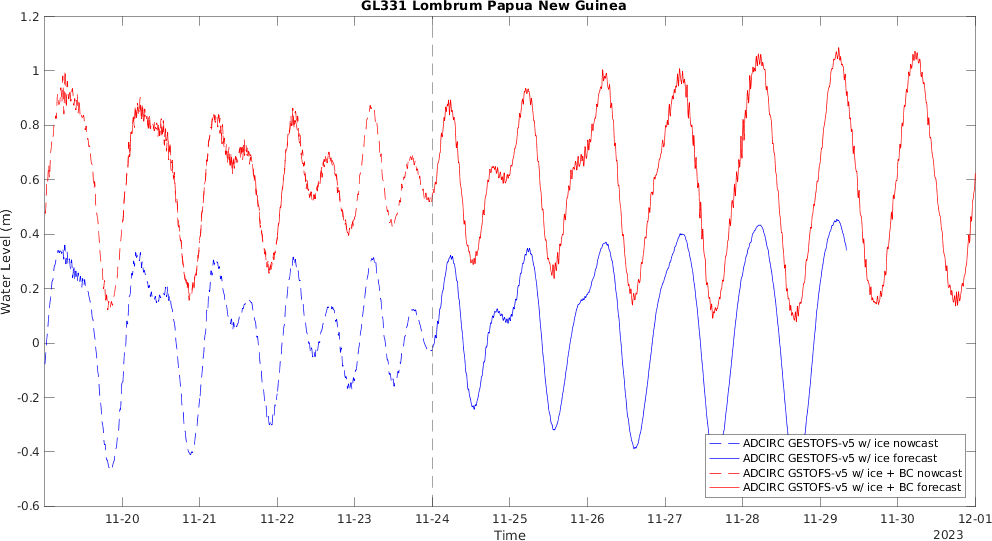 GL331 Lombrum Papua New Guinea
Water Level (m)
1.2
1
0.8
0.6
0.4
0.2
0
-0.2
-0.4
-0.6
ADCIRC GESTOFS-v5 w/ ice nowcast
ADCIRC GESTOFS-v5 w/ ice forecast
ADCIRC GSTOFS-v5 w/ ice + BC nowcast
ADCIRC GSTOFS-v5 w/ ice + BC forecast
11-20 11-21 11-22 11-23 11-24 11-25 11-26 11-27 11-28 11-29 11-30 12-01
Time
2023